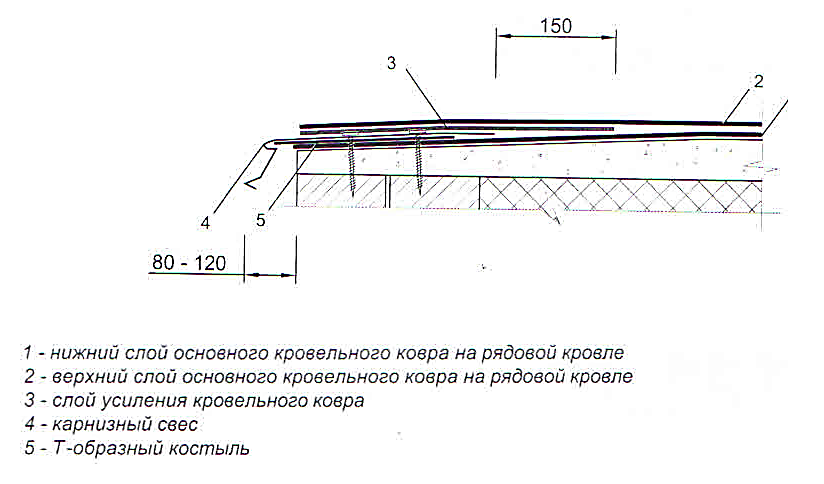 150
3
2
4
5
80 - 120
1 - нижний слой основного кровельного ковра на рядовой кровле
2 - верхний слой основного кровельного ковра на рядовой кровле
3 - слой усиления кровельного ковра
4 - карнизный свес
5 - Т-образный костыль